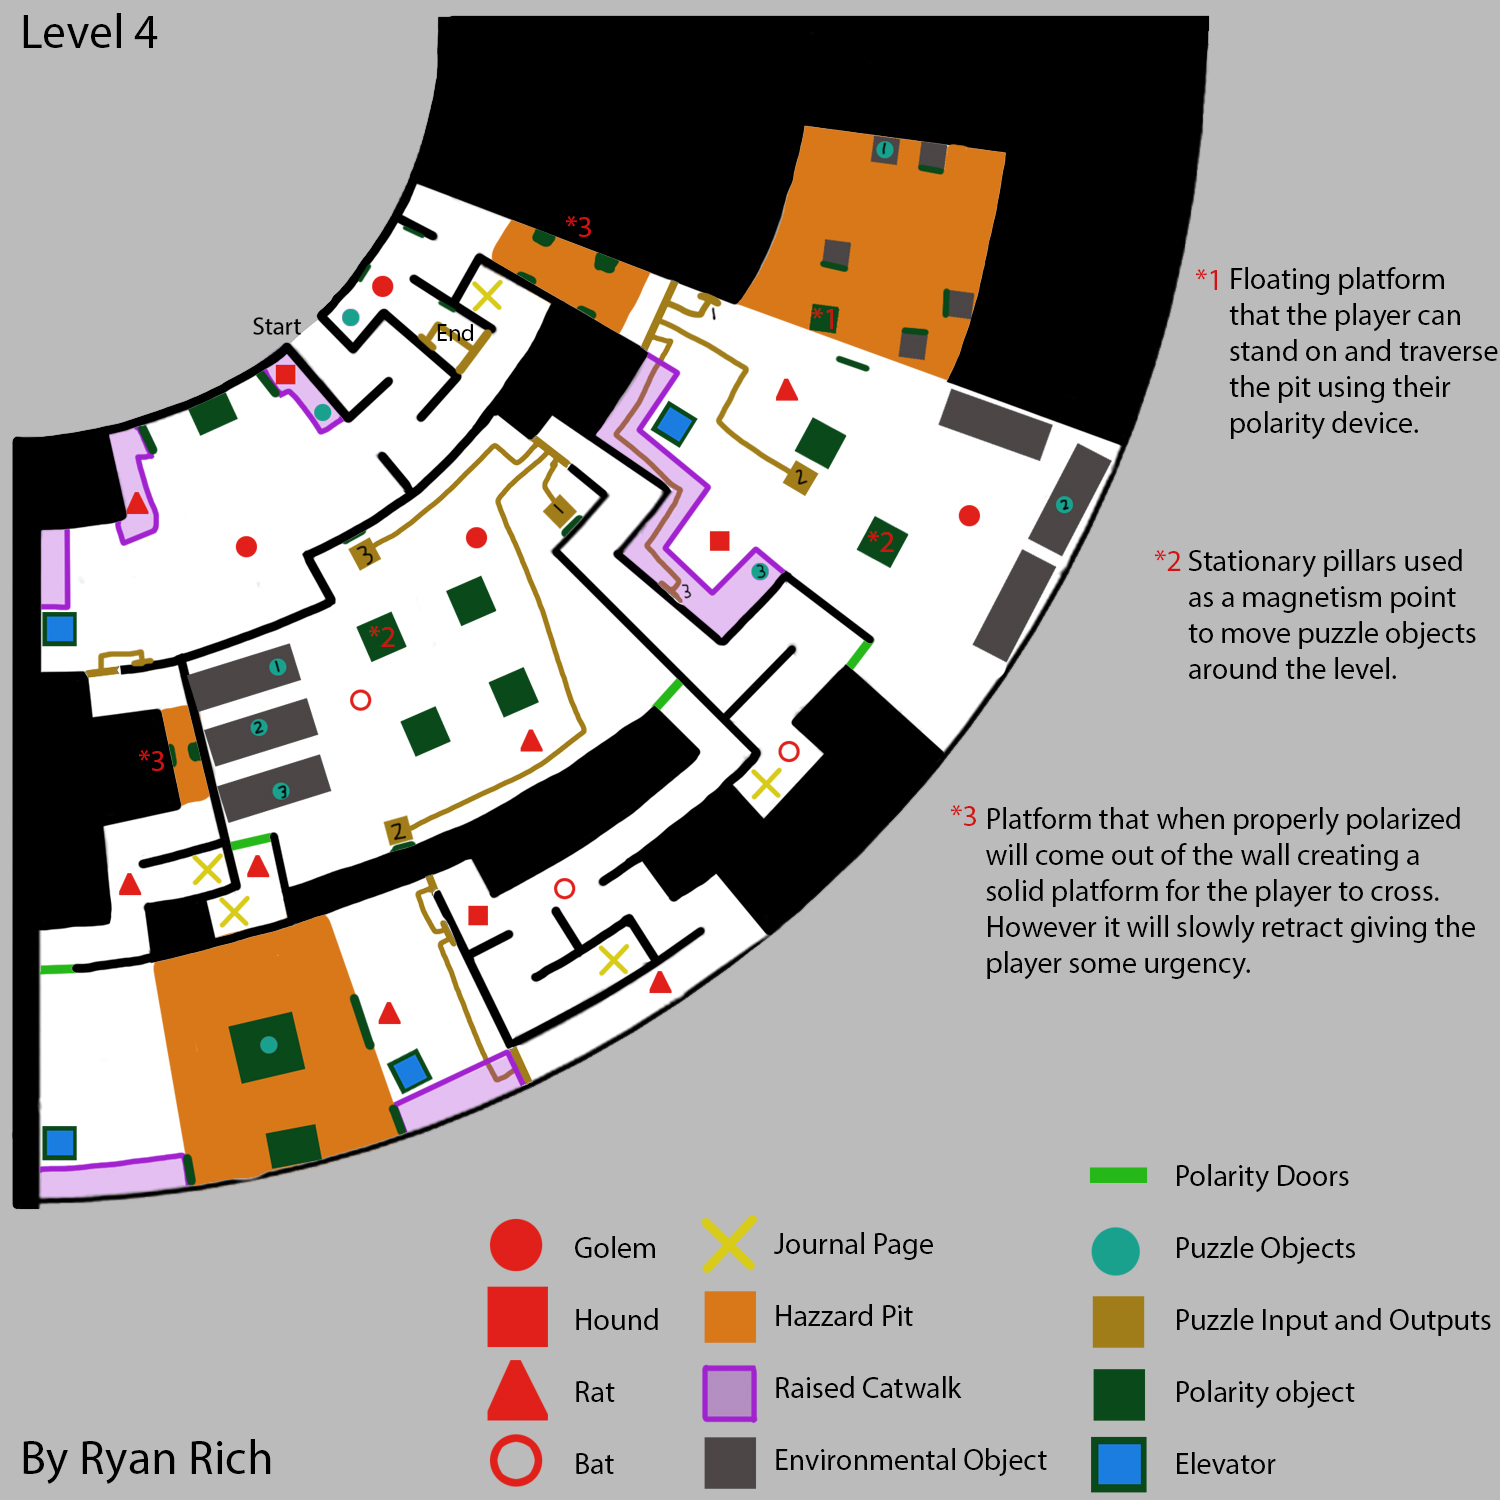 Level 4
*3
1
*1
*1 Floating platform
that the player can
stand on and traverse
the pit using their
polarity device.
Start
End
1
2
2
1
3
*2
3
3
*2 Stationary pillars used
as a magnetism point
to move puzzle objects
around the level.
*2
1
2
*3
3
2
*3 Platform that when properly polarized
will come out of the wall creating a
solid platform for the player to cross.
However it will slowly retract giving the
player some urgency.
Polarity Doors
Golem
Journal Page
Puzzle Objects
Hound
Hazzard Pit
Puzzle Input and Outputs
Rat
Raised Catwalk
Polarity object
Bat
Environmental Object
Elevator
By Ryan Rich